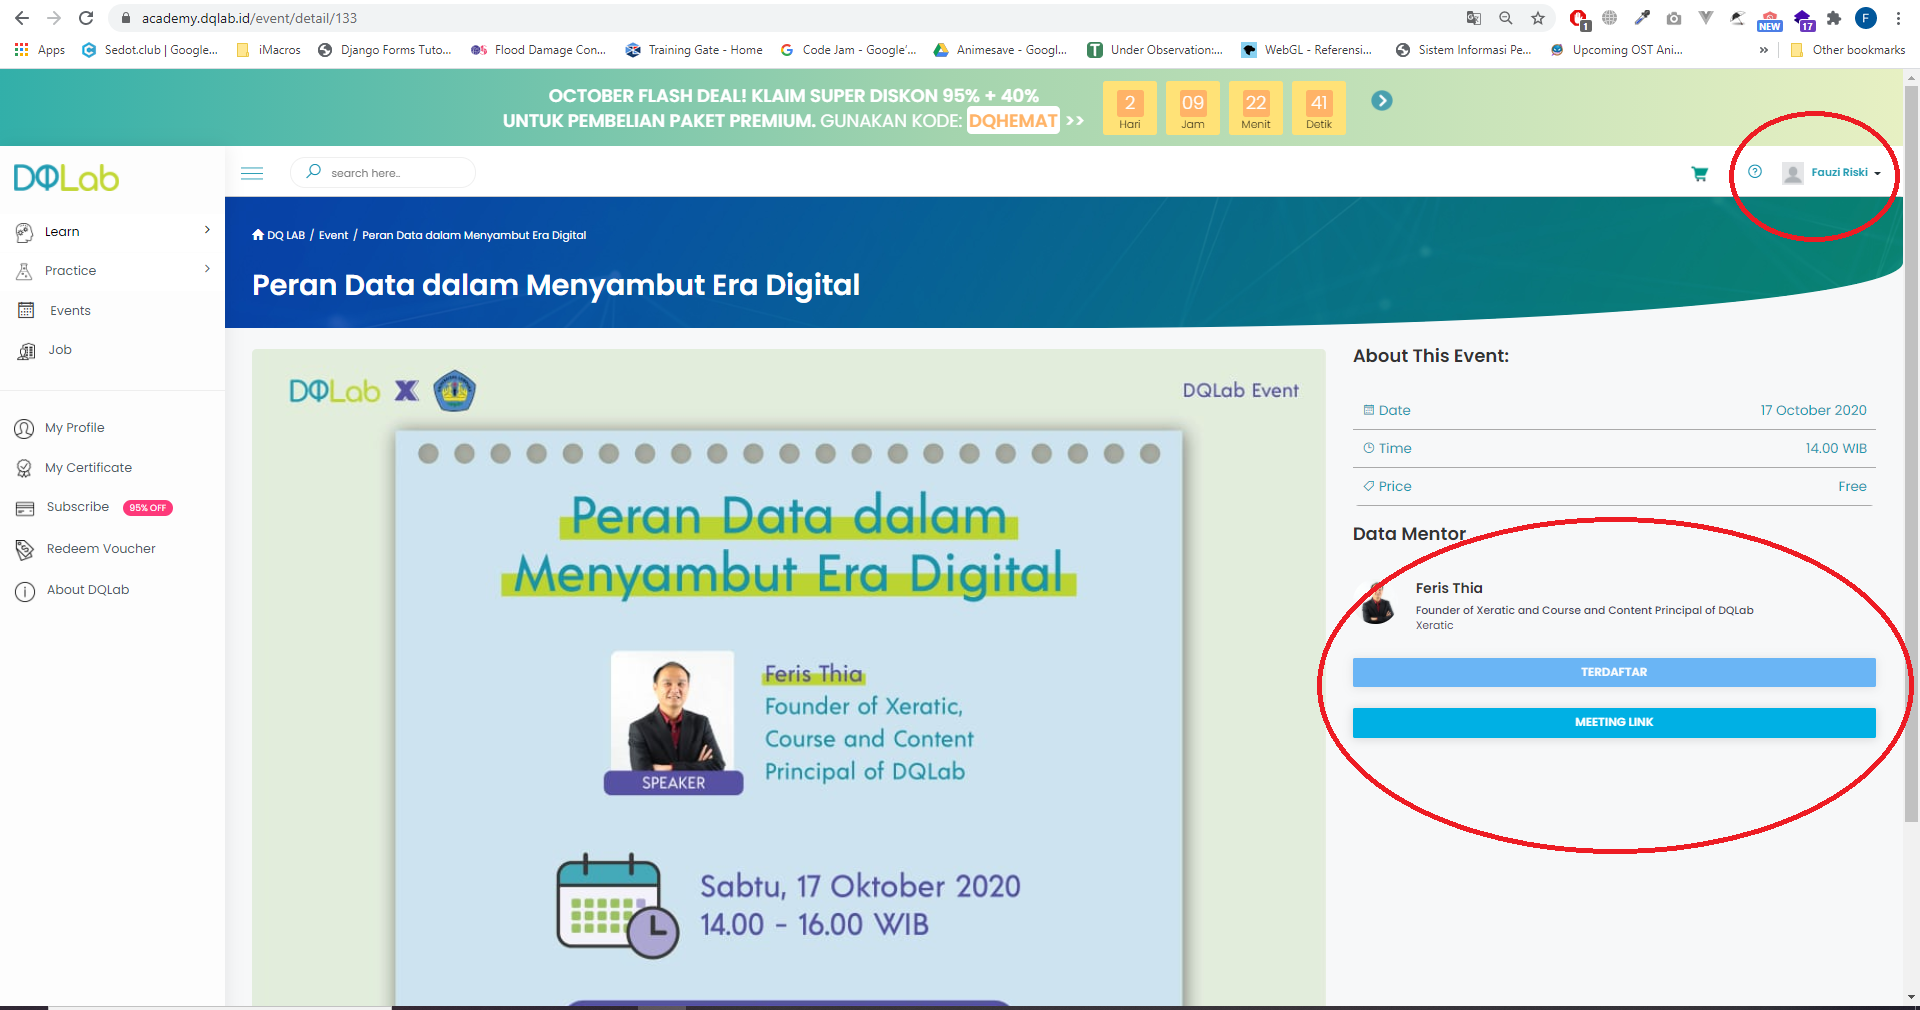 academy.dqlab.id/event/detail/133
1
NEW
17
F
Apps
Sedot.club | Google...
iMacros
Django Forms Tuto...
Flood Damage Con...
Training Gate - Home
Code Jam - Google'...
Animesave - Googl...
Under Observation:...
WebGL - Referensi...
Sistem Informasi Pe...
Upcoming OST Ani...
»
Other bookmarks
OCTOBER FLASH DEAL! KLAIM SUPER DISKON 95% + 40%
UNTUK PEMBELIAN PAKET PREMIUM. GUNAKAN KODE: DQHEMAT >>
2 Hari
09 Jam
22 Menit
41 Detik
DQLab
search here..
Fauzi Riski
Learn
Practice
Events
Job
My Profile
My Certificate
Subscribe 95% OFF
Redeem Voucher
About DQLab
DQ LAB / Event / Peran Data dalam Menyambut Era Digital
Peran Data dalam Menyambut Era Digital
DQLab X
DQLab Event
Peran Data dalam
Menyambut Era Digital
Feris Thia
Founder of Xeratic,
Course and Content
Principal of DQLab
SPEAKER
Sabtu, 17 Oktober 2020
14.00 - 16.00 WIB
About This Event:
Date 17 October 2020
Time 14.00 WIB
Price Free
Data Mentor
Feris Thia
Founder of Xeratic and Course and Content Principal of DQLab
Xeratic
TERDAFTAR
MEETING LINK